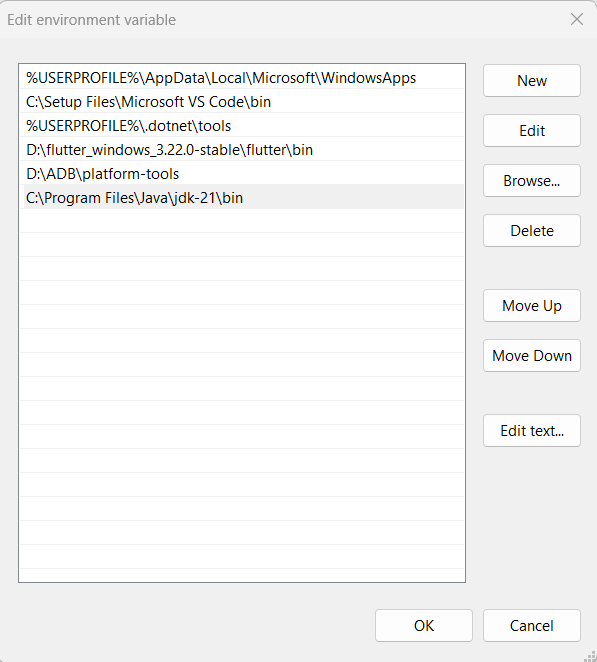 Edit environment variable
%USERPROFILE%\AppData\Local\Microsoft\WindowsApps
C:\Setup Files\Microsoft VS Code\bin
%USERPROFILE%\.dotnet\tools
D:\flutter_windows_3.22.0-stable\flutter\bin
D:\ADB\platform-tools
C:\Program Files\Java\jdk-21\bin
New
Edit
Browse...
Delete
Move Up
Move Down
Edit text...
OK
Cancel